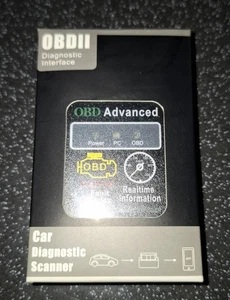 OBDII
Diagnostic
Interface
OBD Advanced
Power PC OBD
OBD
Realtime
Information
Car
Diagnostic
Scanner